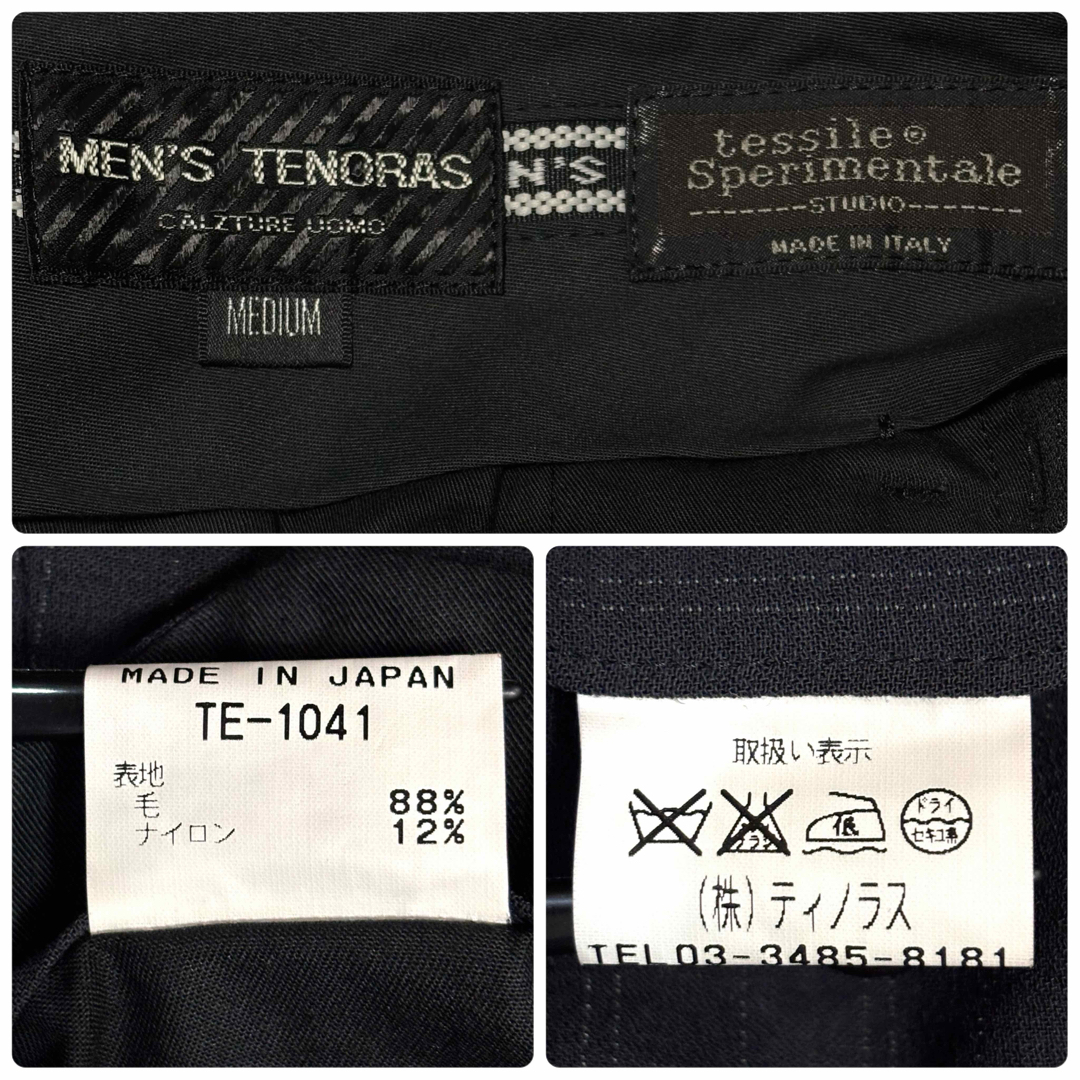 MEN'S TENORAS
CALZTURE UOMO
MEDIUM
N'S
tessile©
Sperimentale
STUDIO
MADE IN ITALY
MADE IN JAPAN
TE-1041
表地
毛 88%
ナイロン 12%
取扱い表示
低
ドライ
セキユ系
(株)ティノラス
TEL 03-3485-8181